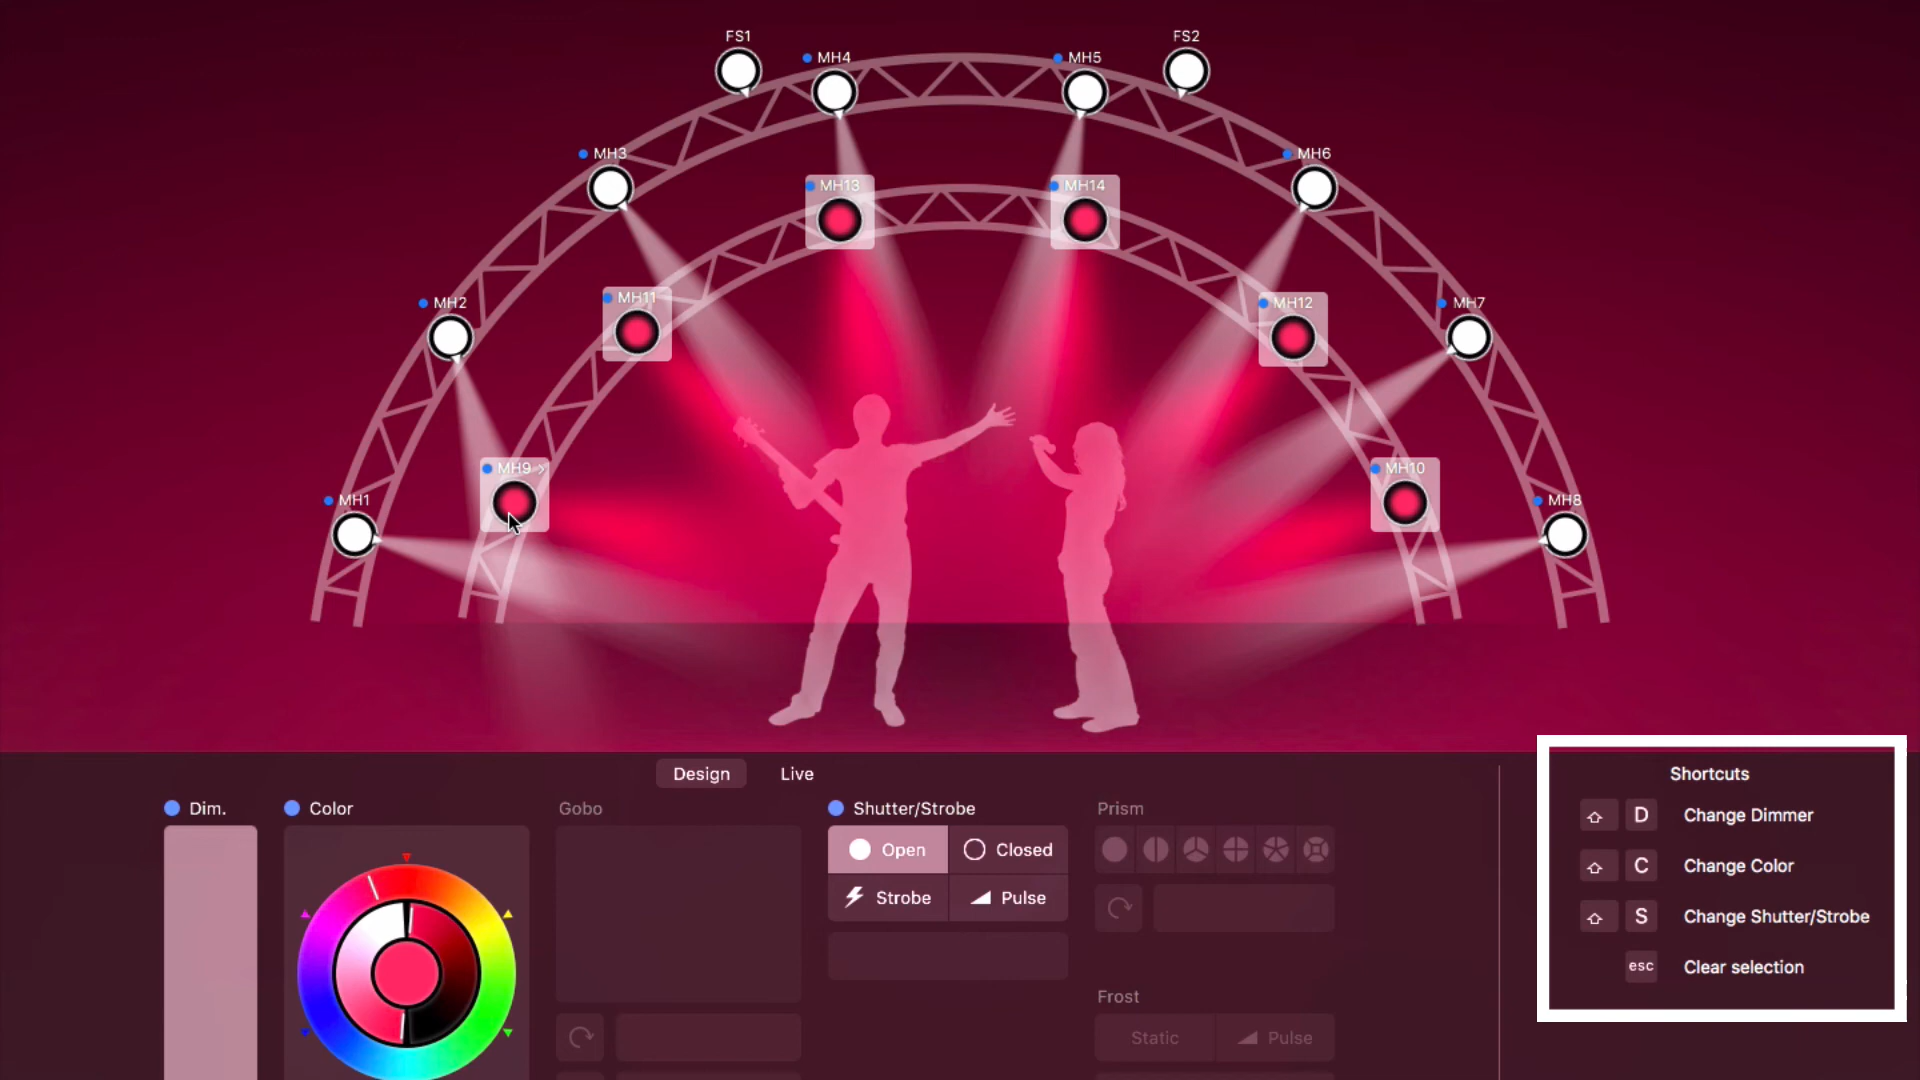 FS1
FS2
MH4
MH5
MH3
MH6
MH13
MH14
MH2
MH11
MH12
MH7
MH9
MH10
MH1
MH8
Design
Live
Shortcuts
Dim.
Color
Gobo
Shutter/Strobe
Prism
D
Change Dimmer
Open
Closed
C
Change Color
Strobe
Pulse
S
Change Shutter/Strobe
esc
Clear selection
Frost
Static
Pulse